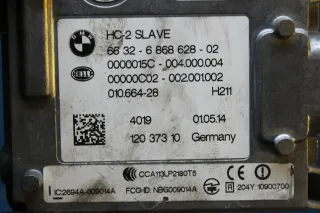 HC-2 SLAVE
66 32 - 6 868 628 - 02
0000015C - 004.000.004
00000C02 - 002.001.002
010.664-28 H211
4019 01.05.14
120 373 10 Germany
CCAI13LP2180T5
IC:2694A-009014A FCC-ID: NBG009014A R 204Y 10900700